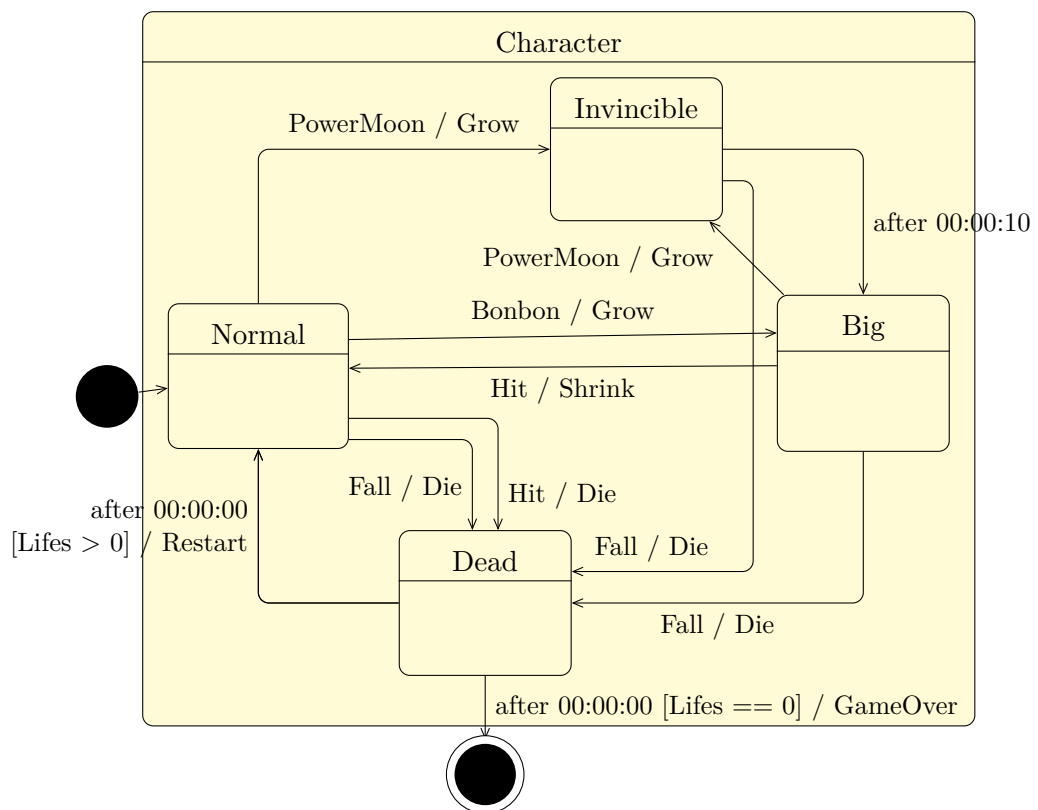 Character
Invincible
PowerMoon / Grow
after 00:00:10
PowerMoon / Grow
Bonbon / Grow
Big
Normal
Hit / Shrink
Fall / Die
Hit / Die
after 00:00:00
[Lifes > 0] / Restart
Fall / Die
Dead
Fall / Die
after 00:00:00 [Lifes == 0] / GameOver